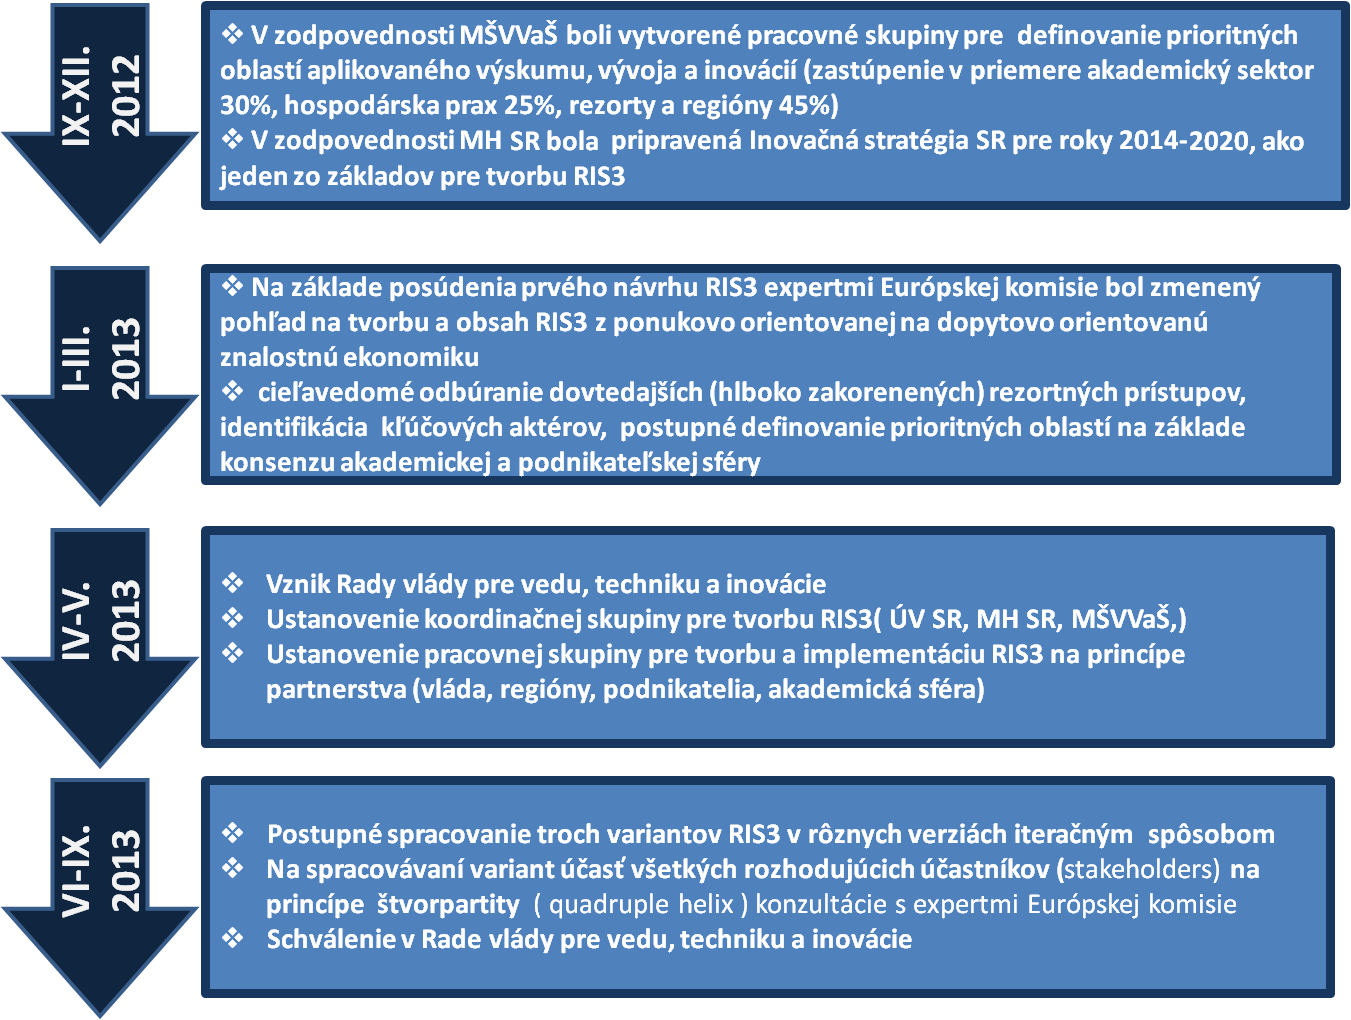 IX-XII.
2012
❖ V zodpovednosti MŠVVaŠ boli vytvorené pracovné skupiny pre definovanie prioritných
oblastí aplikovaného výskumu, vývoja a inovácií (zastúpenie v priemere akademický sektor
30%, hospodárska prax 25%, rezorty a regióny 45%)
❖ V zodpovednosti MH SR bola pripravená Inovačná stratégia SR pre roky 2014-2020, ako
jeden zo základov pre tvorbu RIS3
I-III.
2013
❖ Na základe posúdenia prvého návrhu RIS3 expertmi Európskej komisie bol zmenený
pohľad na tvorbu a obsah RIS3 z ponukovo orientovanej na dopytovo orientovanú
znalostnú ekonomiku
❖ cieľavedomé odbúranie dovtedajších (hlboko zakorenených) rezortných prístupov,
identifikácia kľúčových aktérov, postupné definovanie prioritných oblastí na základe
konsenzu akademickej a podnikateľskej sféry
IV-V.
2013
❖ Vznik Rady vlády pre vedu, techniku a inovácie
❖ Ustanovenie koordinačnej skupiny pre tvorbu RIS3( ÚV SR, MH SR, MŠVVaŠ,)
❖ Ustanovenie pracovnej skupiny pre tvorbu a implementáciu RIS3 na princípe
partnerstva (vláda, regióny, podnikatelia, akademická sféra)
VI-IX.
2013
❖ Postupné spracovanie troch variantov RIS3 v rôznych verziách iteračným spôsobom
❖ Na spracovávaní variant účasť všetkých rozhodujúcich účastníkov (stakeholders) na
princípe štvorpartity ( quadruple helix ) konzultácie s expertmi Európskej komisie
❖ Schválenie v Rade vlády pre vedu, techniku a inovácie